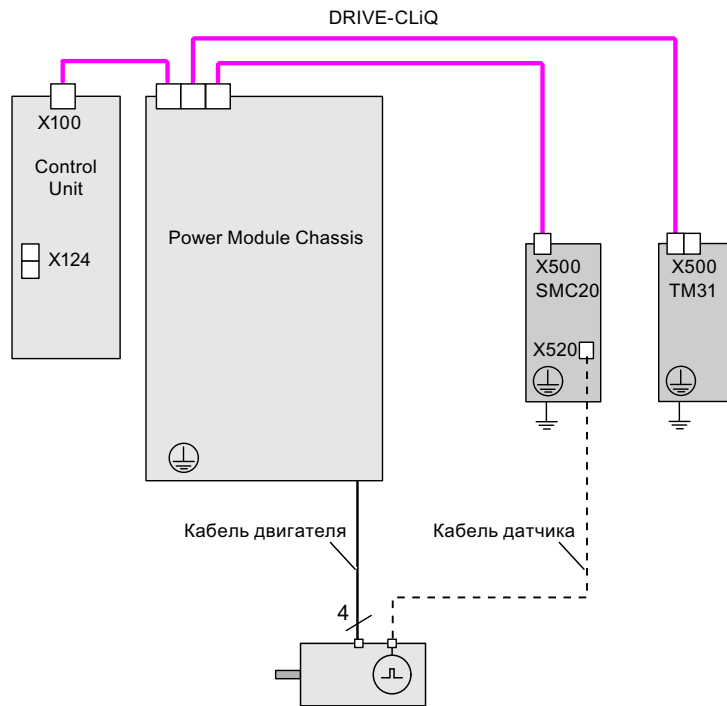 DRIVE-CLiQ
X100
Control
Unit
X124
Power Module Chassis
X500
SMC20
X520
X500
TM31
Кабель двигателя
Кабель датчика
4